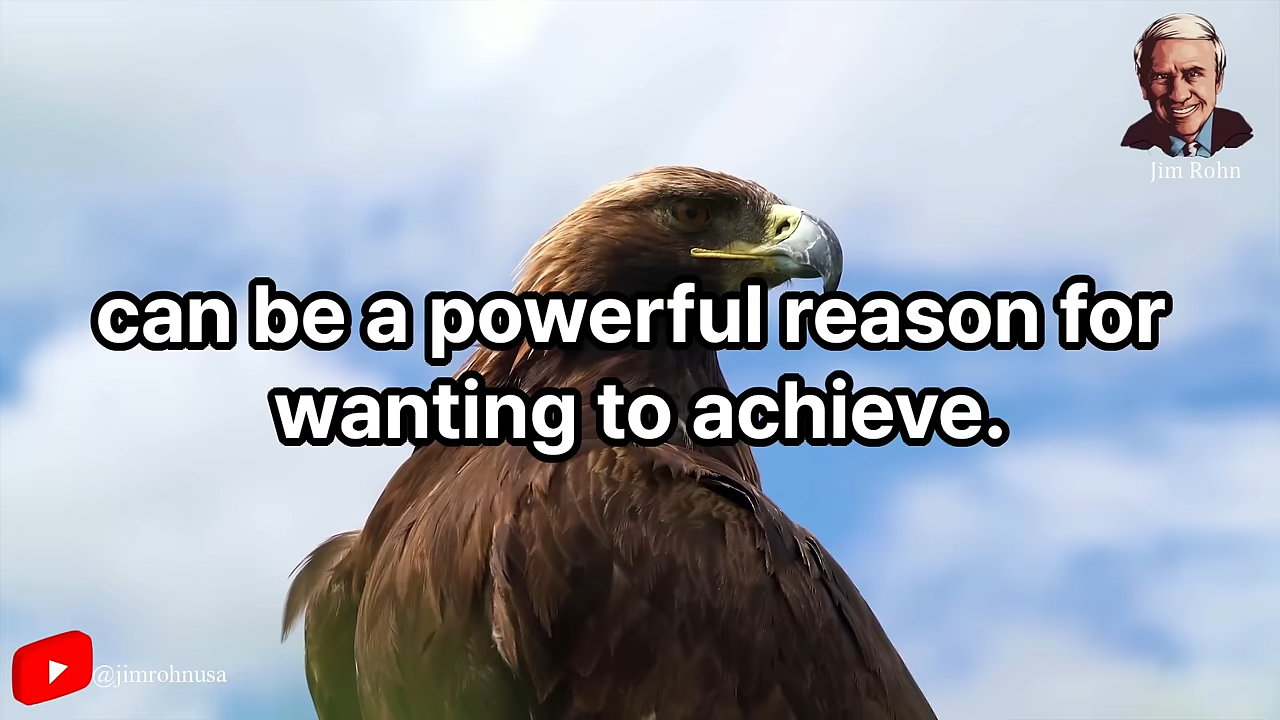 Jim Rohn
can be a powerful reason for
wanting to achieve.
@jimrohnusa